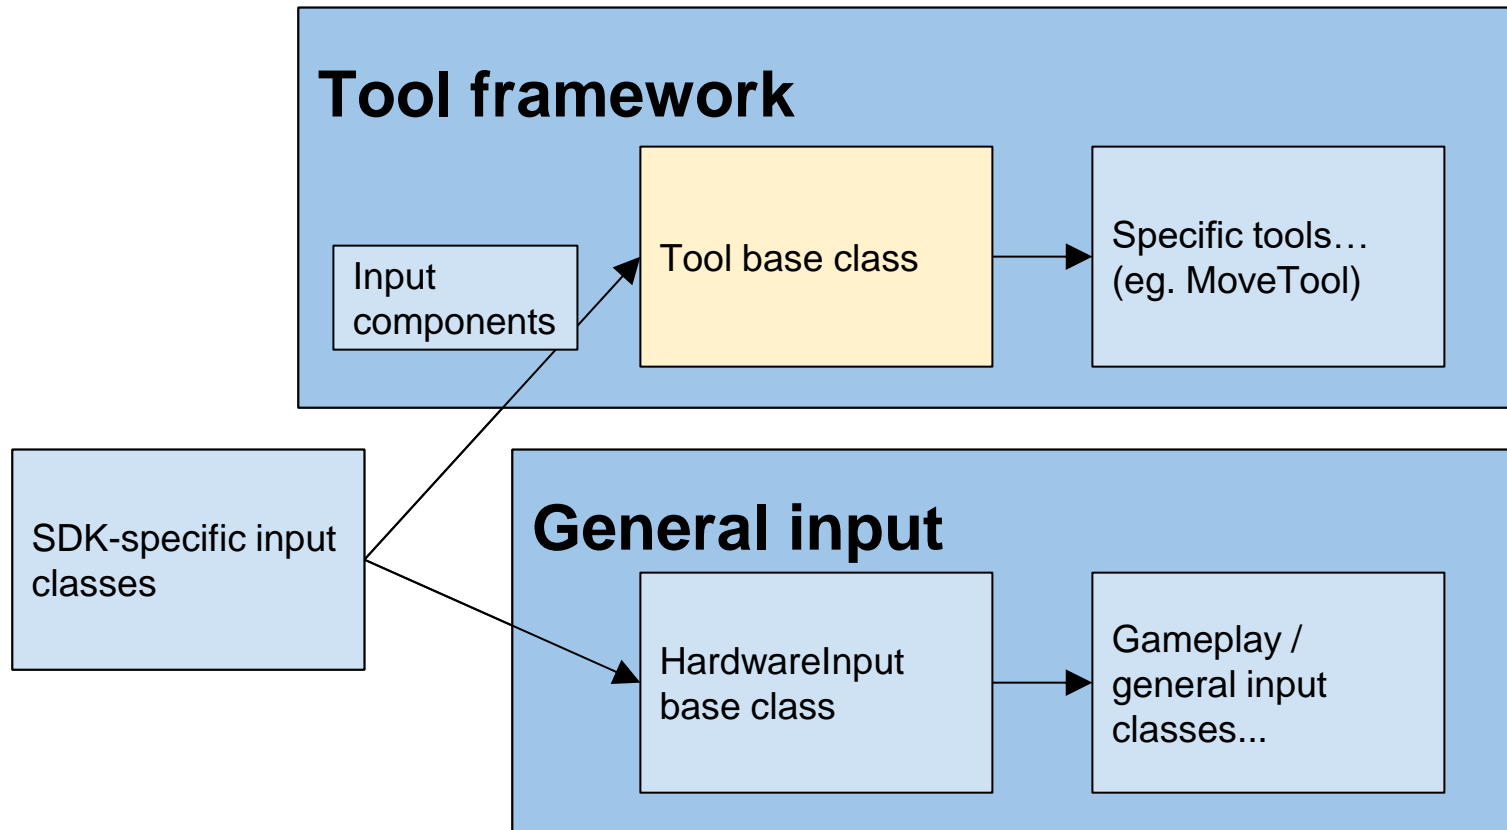 Tool framework
Input
components
Tool base class
Specific tools…
(eg. MoveTool)
SDK-specific input
classes
General input
HardwareInput
base class
Gameplay /
general input
classes...